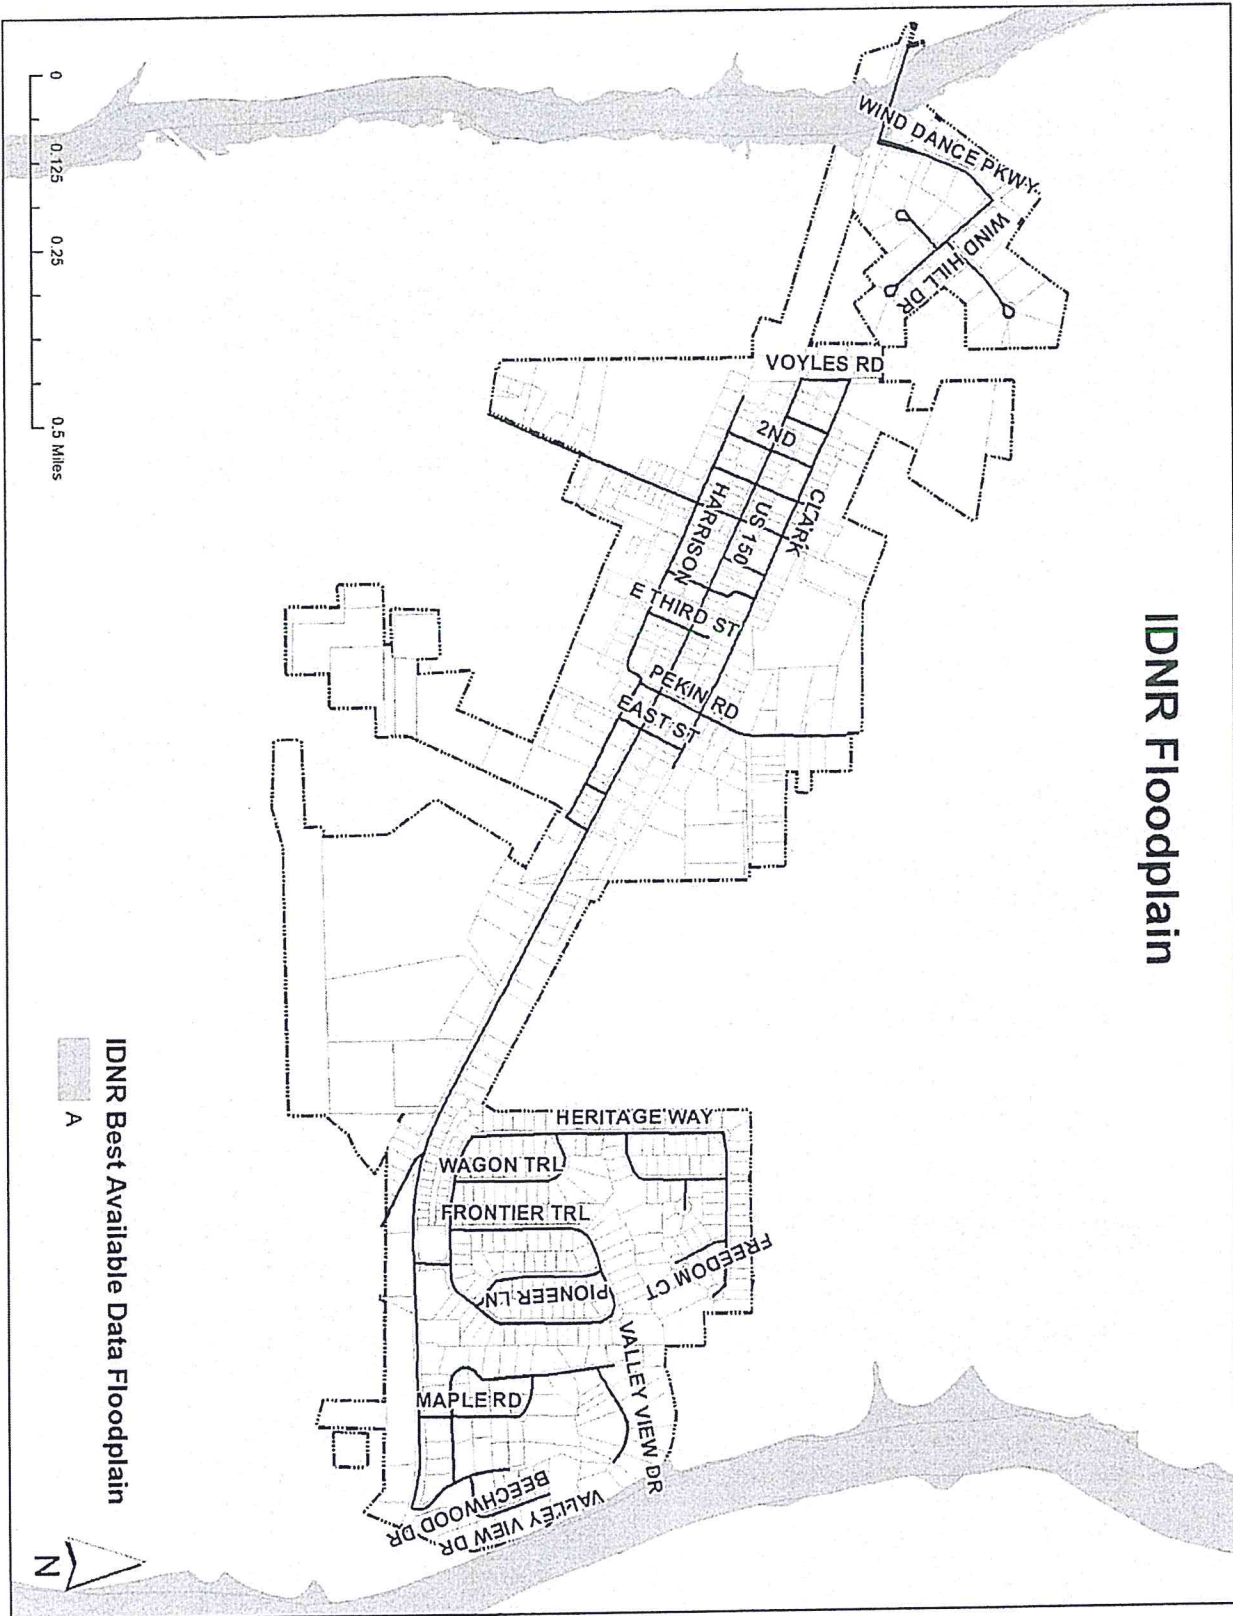 IDNR Floodplain
WIND DANCE PKWY
WIND HILL DR
VOYLES RD
2ND
CLARK
US 150
HARRISON
E THIRD ST
PEKIN RD
EAST ST
HERITAGE WAY
WAGON TRL
FRONTIER TRL
FREEDOM CT
PIONEER LN
VALLEY VIEW DR
MAPLE RD
BEECHWOOD DR
VALLEY VIEW DR
0 0.125 0.25 0.5 Miles
IDNR Best Available Data Floodplain
A
N